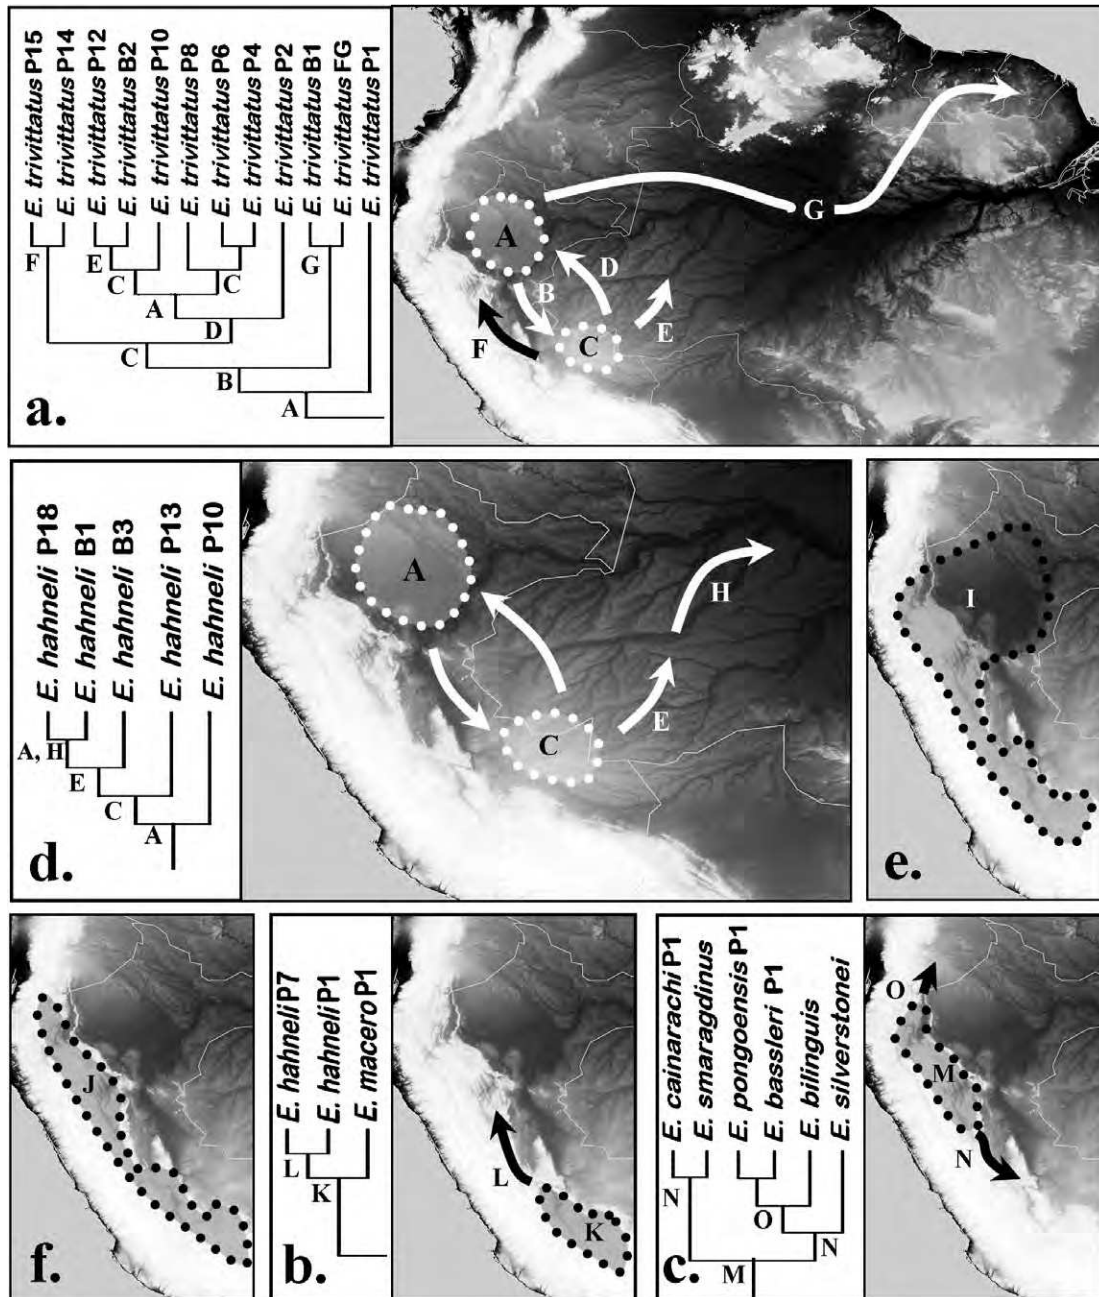 E. trivittatus P15
E. trivittatus P14
E. trivittatus P12
E. trivittatus B2
E. trivittatus P10
E. trivittatus P8
E. trivittatus P6
E. trivittatus P4
E. trivittatus P2
E. trivittatus B1
E. trivittatus FG
E. trivittatus P1
F
E
G
C
C
A
D
C
B
A
a.
G
A
D
B
E
F
C
E. hahneli P18
E. hahneli B1
E. hahneli B3
E. hahneli P13
E. hahneli P10
A, H
E
C
A
d.
A
H
E
C
I
e.
J
f.
E. hahneli P7
E. hahneli P1
E. macero P1
L
K
b.
L
K
E. cainarachi P1
E. smaragdinus
E. pongoensis P1
E. bassleri P1
E. bilinguis
E. silverstonei
N
O
N
M
c.
O
M
N